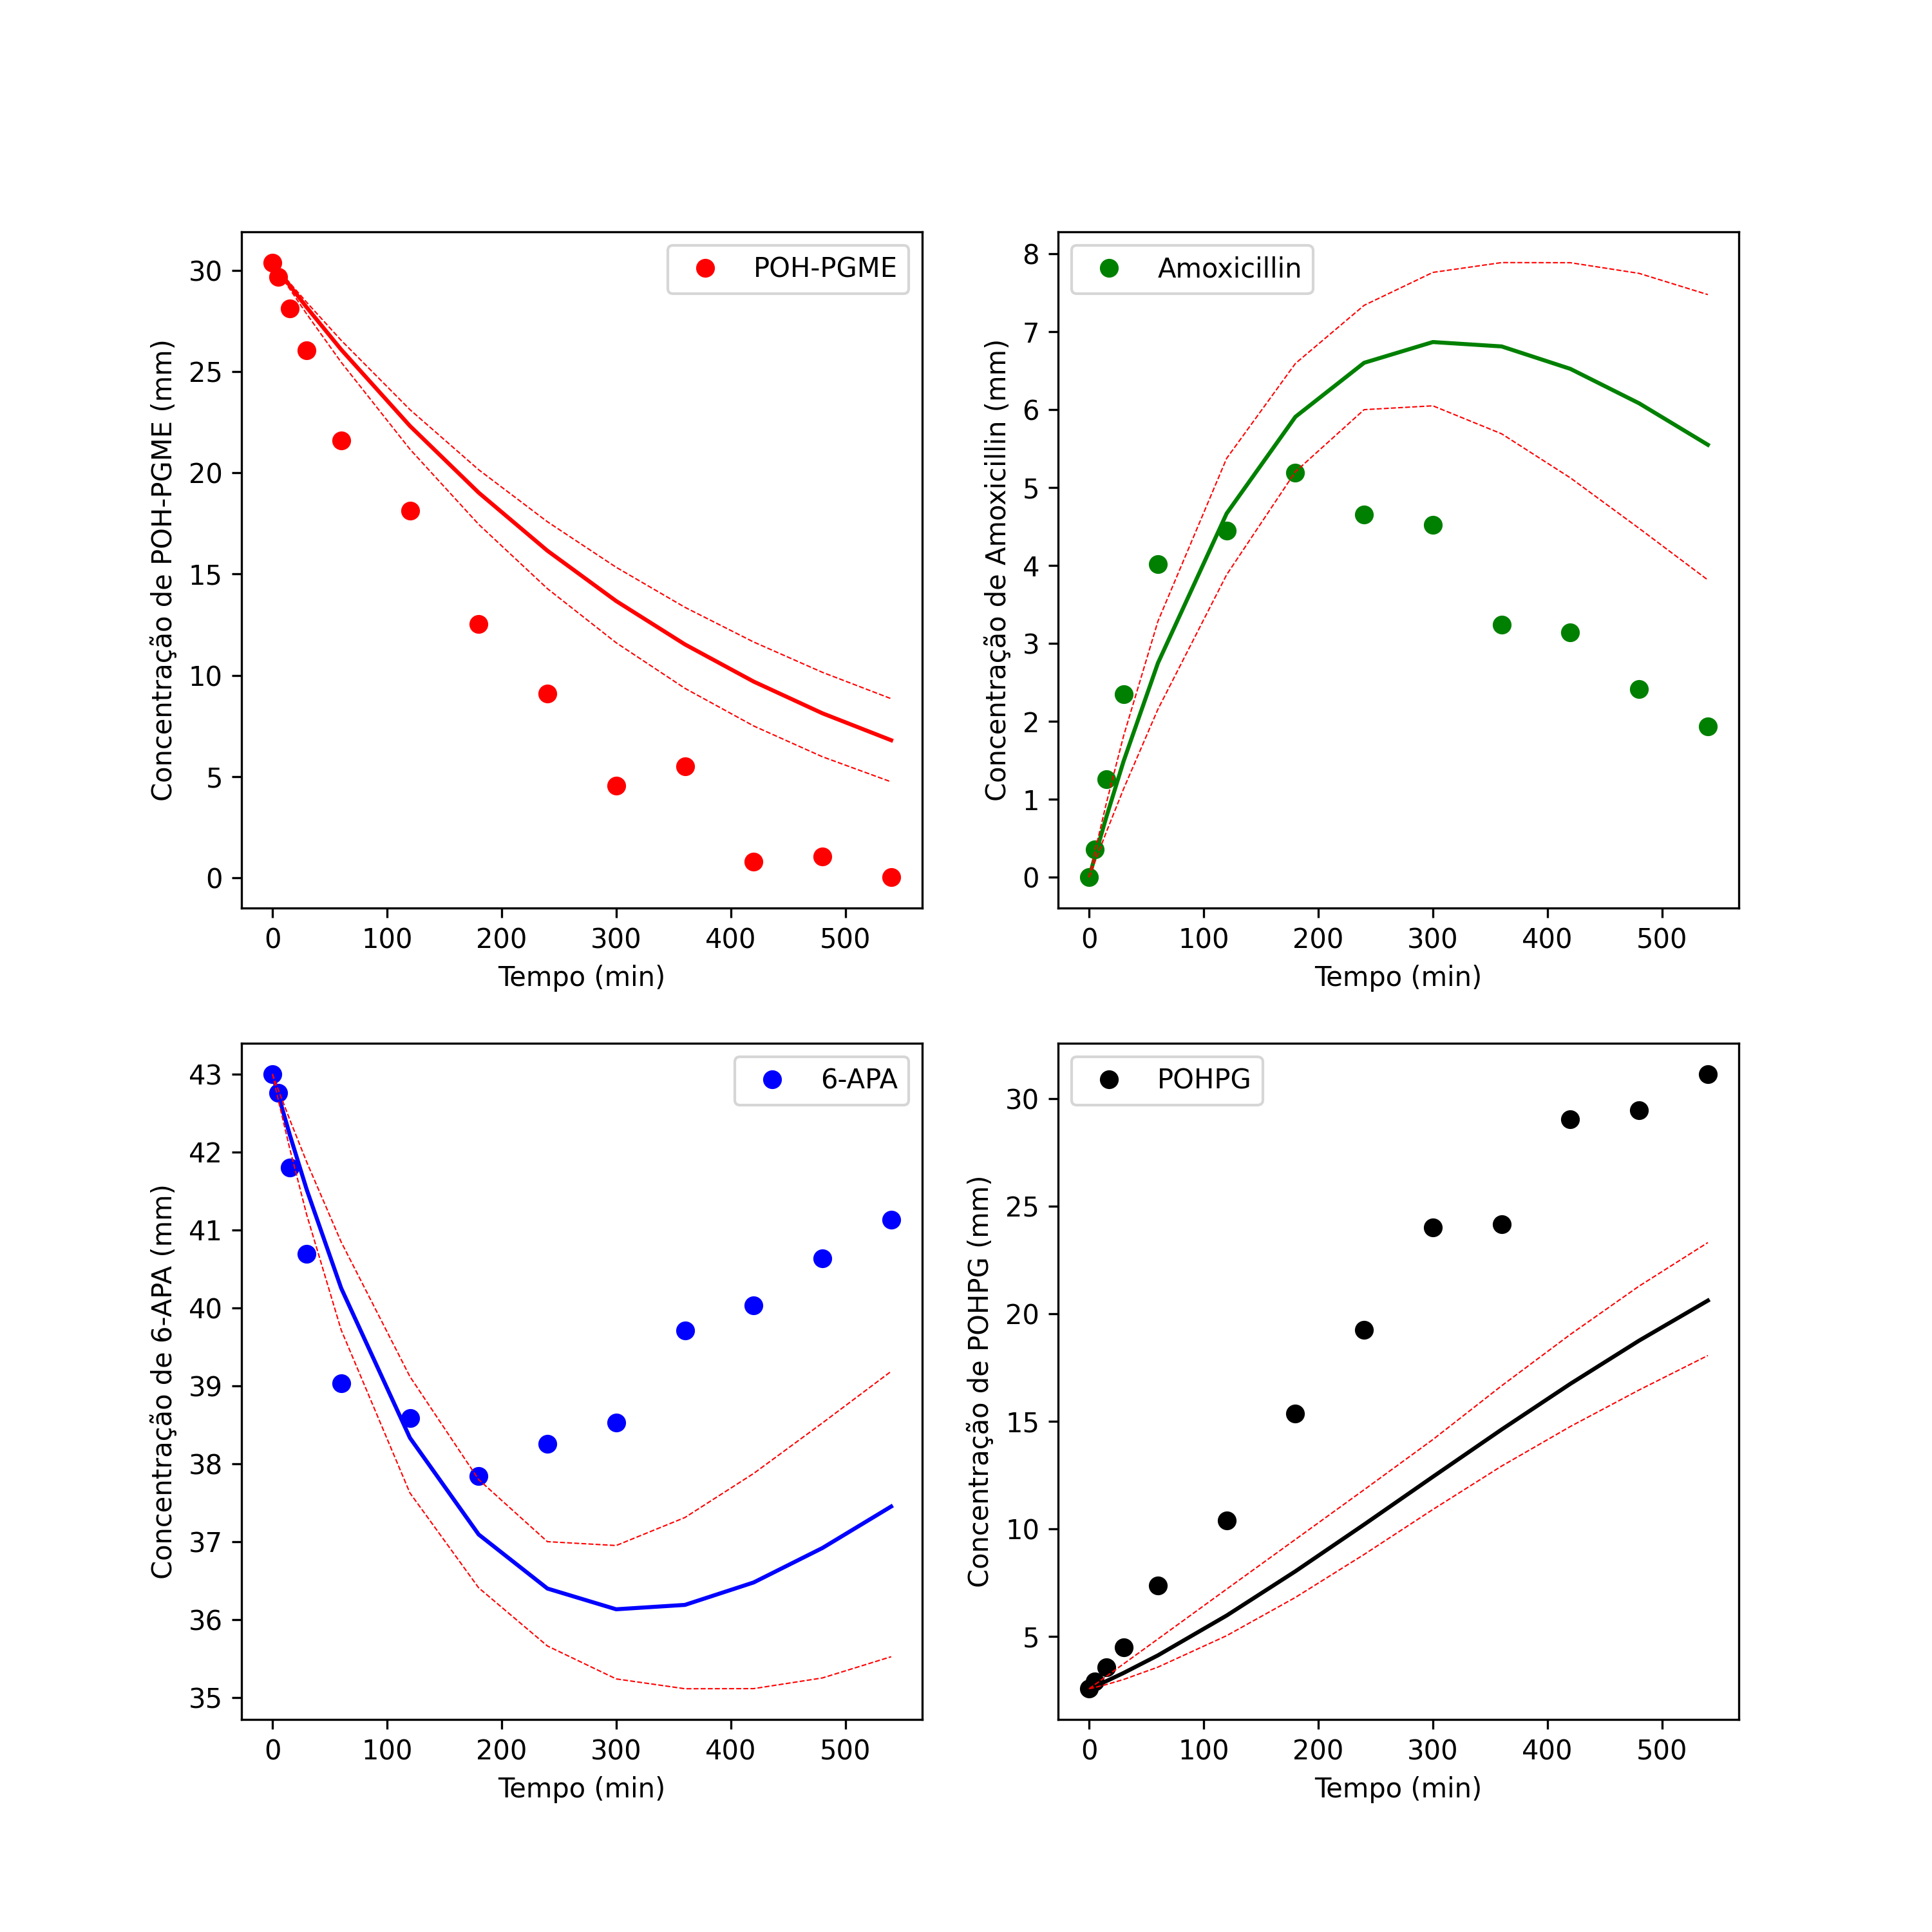 POH-PGME
30
25
20
15
10
5
0
Concentração de POH-PGME (mm)
0 100 200 300 400 500
Tempo (min)
Amoxicillin
8
7
6
5
4
3
2
1
0
Concentração de Amoxicillin (mm)
0 100 200 300 400 500
Tempo (min)
6-APA
43
42
41
40
39
38
37
36
35
Concentração de 6-APA (mm)
0 100 200 300 400 500
Tempo (min)
POHPG
30
25
20
15
10
5
Concentração de POHPG (mm)
0 100 200 300 400 500
Tempo (min)